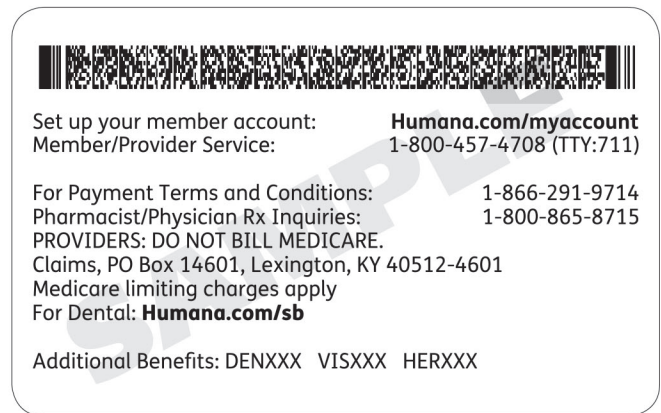 Set up your member account: Humana.com/myaccount
Member/Provider Service: 1-800-457-4708 (TTY:711)
For Payment Terms and Conditions: 1-866-291-9714
Pharmacist/Physician Rx Inquiries: 1-800-865-8715
PROVIDERS: DO NOT BILL MEDICARE.
Claims, PO Box 14601, Lexington, KY 40512-4601
Medicare limiting charges apply
For Dental: Humana.com/sb
Additional Benefits: DENXXX VISXXX HERXXX
SAMPLE